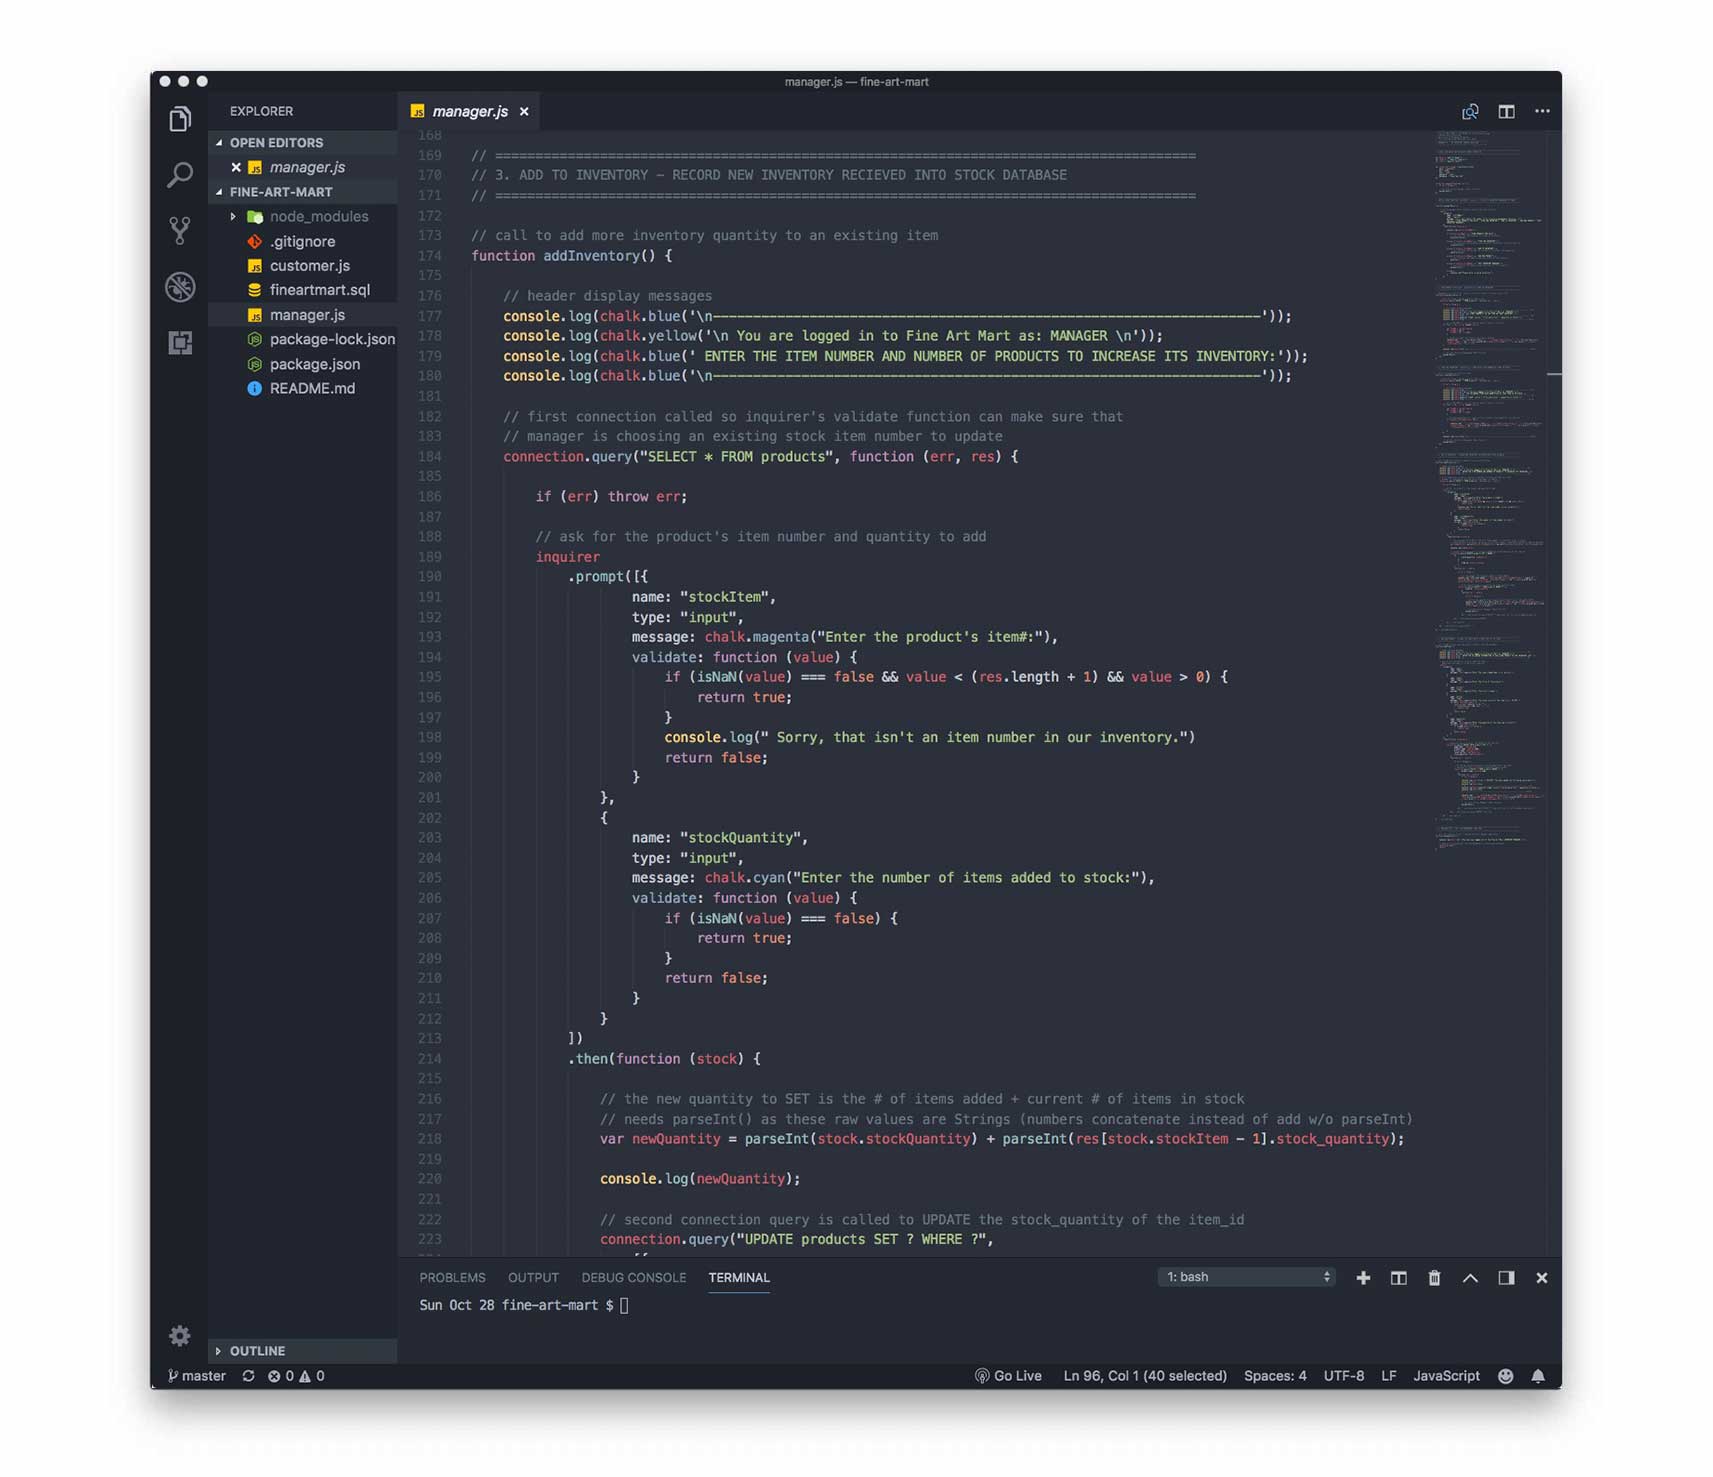 manager.js — fine-art-mart
EXPLORER
OPEN EDITORS
manager.js
FINE-ART-MART
node_modules
.gitignore
customer.js
fineartmart.sql
manager.js
package-lock.json
package.json
README.md
OUTLINE
manager.js
168
169 // =======================================================================================
170 // 3. ADD TO INVENTORY – RECORD NEW INVENTORY RECIEVED INTO STOCK DATABASE
171 // =======================================================================================
172
173 // call to add more inventory quantity to an existing item
174 function addInventory() {
175
176     // header display messages
177     console.log(chalk.blue('\n————————————————————————————————————————————————————————————————————'));
178     console.log(chalk.yellow('\n You are logged in to Fine Art Mart as: MANAGER \n'));
179     console.log(chalk.blue(' ENTER THE ITEM NUMBER AND NUMBER OF PRODUCTS TO INCREASE ITS INVENTORY:'));
180     console.log(chalk.blue('\n————————————————————————————————————————————————————————————————————'));
181
182     // first connection called so inquirer's validate function can make sure that
183     // manager is choosing an existing stock item number to update
184     connection.query("SELECT * FROM products", function (err, res) {
185
186         if (err) throw err;
187
188         // ask for the product's item number and quantity to add
189         inquirer
190             .prompt([{
191                     name: "stockItem",
192                     type: "input",
193                     message: chalk.magenta("Enter the product's item#:"),
194                     validate: function (value) {
195                         if (isNaN(value) === false && value < (res.length + 1) && value > 0) {
196                             return true;
197                         }
198                         console.log(" Sorry, that isn't an item number in our inventory.")
199                         return false;
200                     }
201                 },
202                 {
203                     name: "stockQuantity",
204                     type: "input",
205                     message: chalk.cyan("Enter the number of items added to stock:"),
206                     validate: function (value) {
207                         if (isNaN(value) === false) {
208                             return true;
209                         }
210                         return false;
211                     }
212                 }
213             ])
214             .then(function (stock) {
215
216                 // the new quantity to SET is the # of items added + current # of items in stock
217                 // needs parseInt() as these raw values are Strings (numbers concatenate instead of add w/o parseInt)
218                 var newQuantity = parseInt(stock.stockQuantity) + parseInt(res[stock.stockItem – 1].stock_quantity);
219
220                 console.log(newQuantity);
221
222                 // second connection query is called to UPDATE the stock_quantity of the item_id
223                 connection.query("UPDATE products SET ? WHERE ?",
PROBLEMS OUTPUT DEBUG CONSOLE TERMINAL 1: bash
Sun Oct 28 fine-art-mart $
master 0 0 Go Live Ln 96, Col 1 (40 selected) Spaces: 4 UTF-8 LF JavaScript